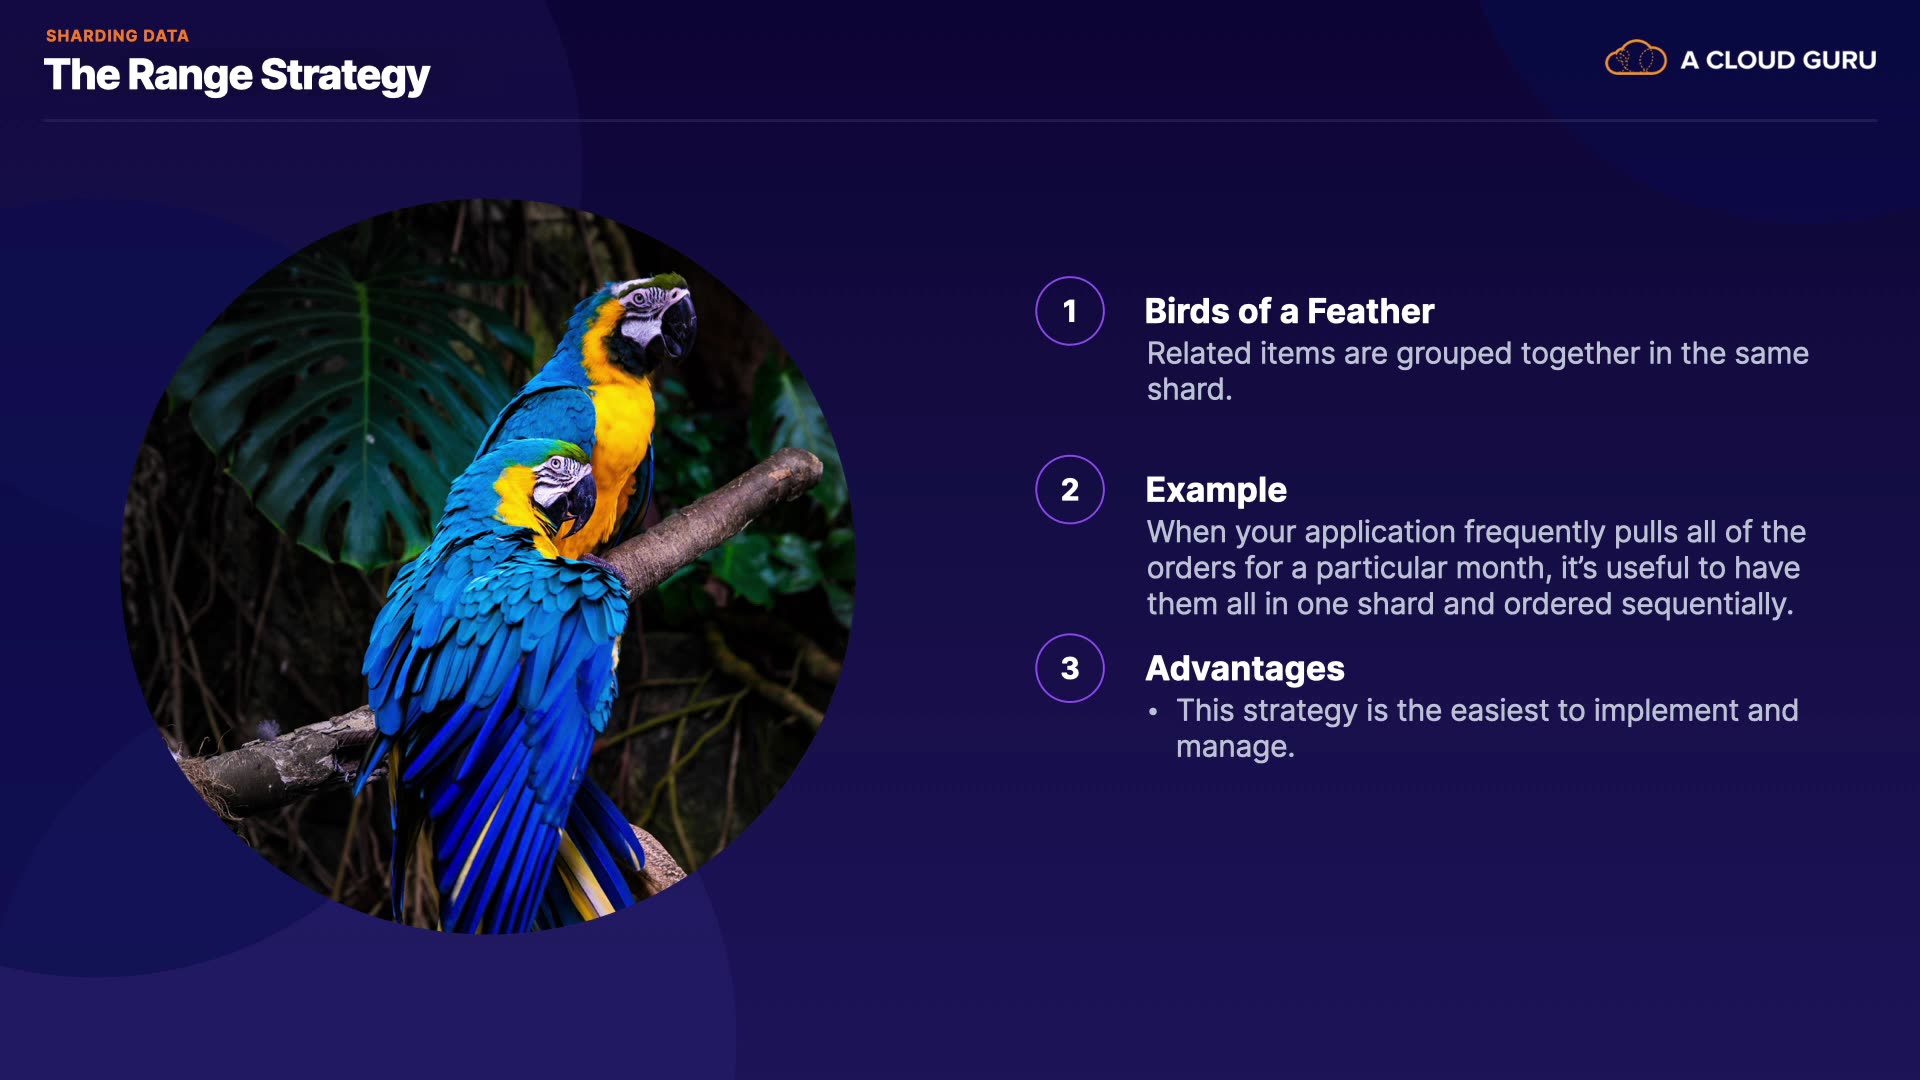 SHARDING DATA
The Range Strategy
A CLOUD GURU
1
Birds of a Feather
Related items are grouped together in the same
shard.
2
Example
When your application frequently pulls all of the
orders for a particular month, it’s useful to have
them all in one shard and ordered sequentially.
3
Advantages
• This strategy is the easiest to implement and
manage.